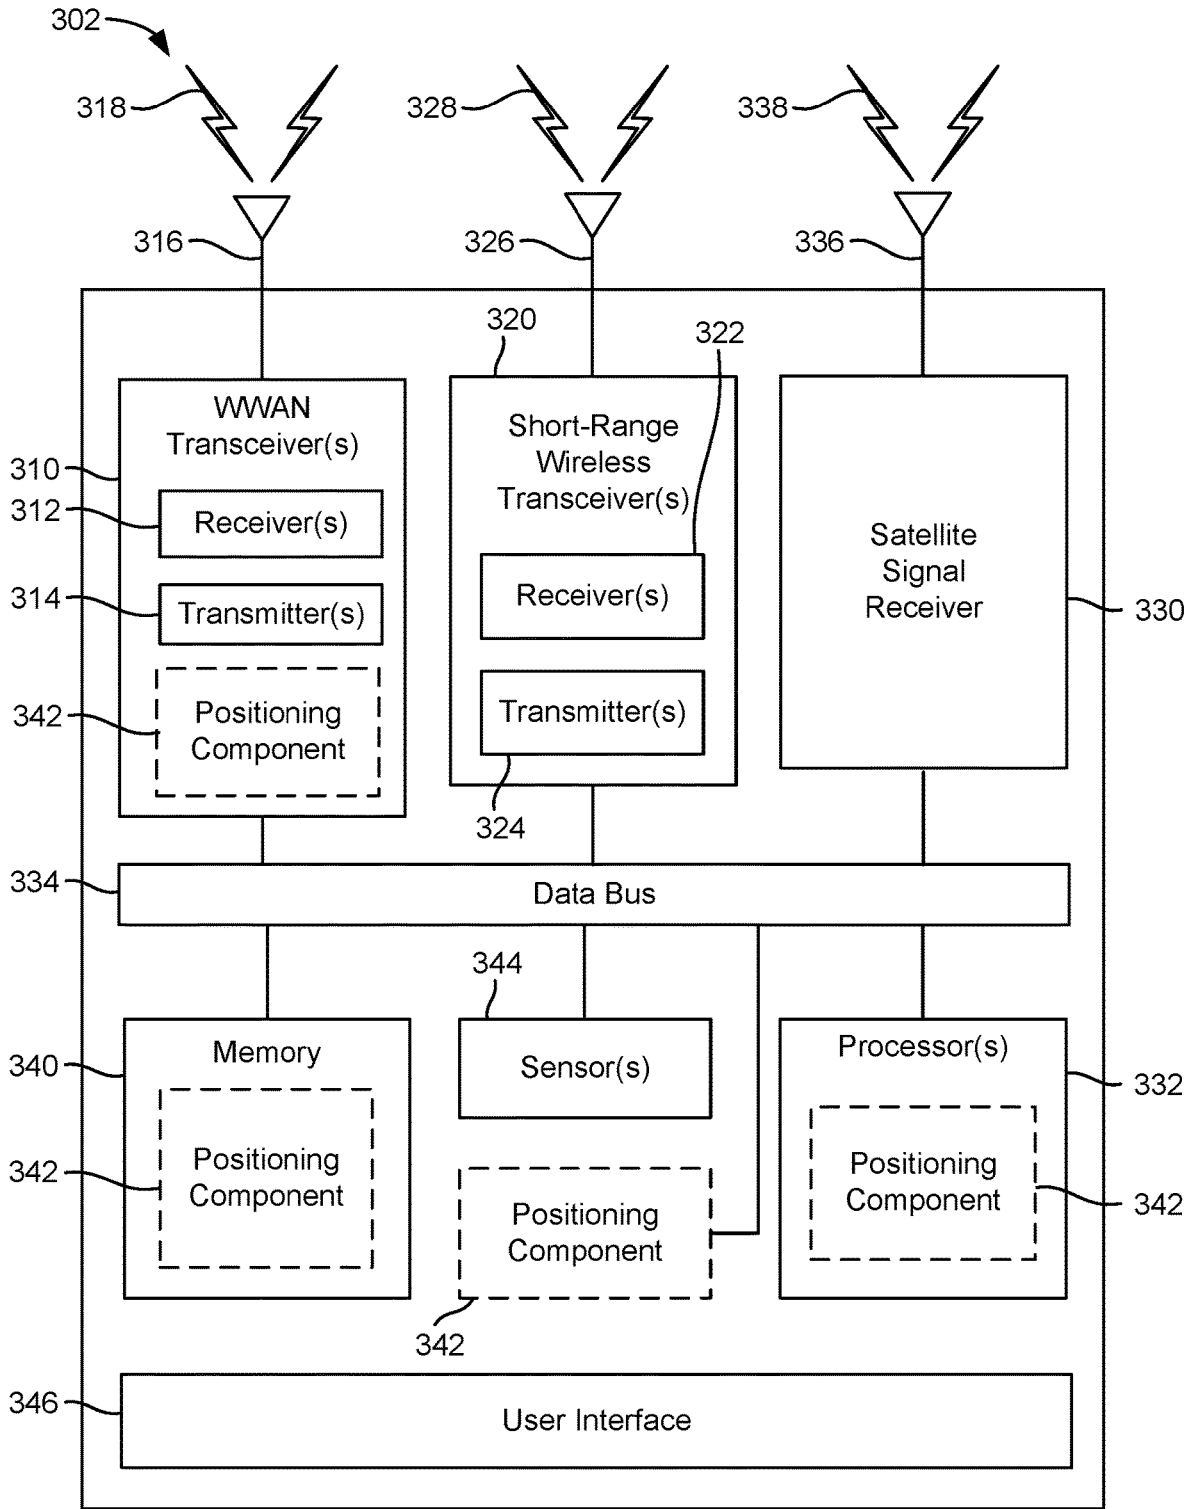 302
318
328
338
316
326
336
320
322
WWAN
Transceiver(s)
310
312
Receiver(s)
314
Transmitter(s)
342
Positioning
Component
Short-Range
Wireless
Transceiver(s)
Receiver(s)
Transmitter(s)
324
Satellite
Signal
Receiver
330
334
Data Bus
344
340
Memory
342
Positioning
Component
Sensor(s)
Positioning
Component
342
Processor(s)
332
Positioning
Component
342
346
User Interface